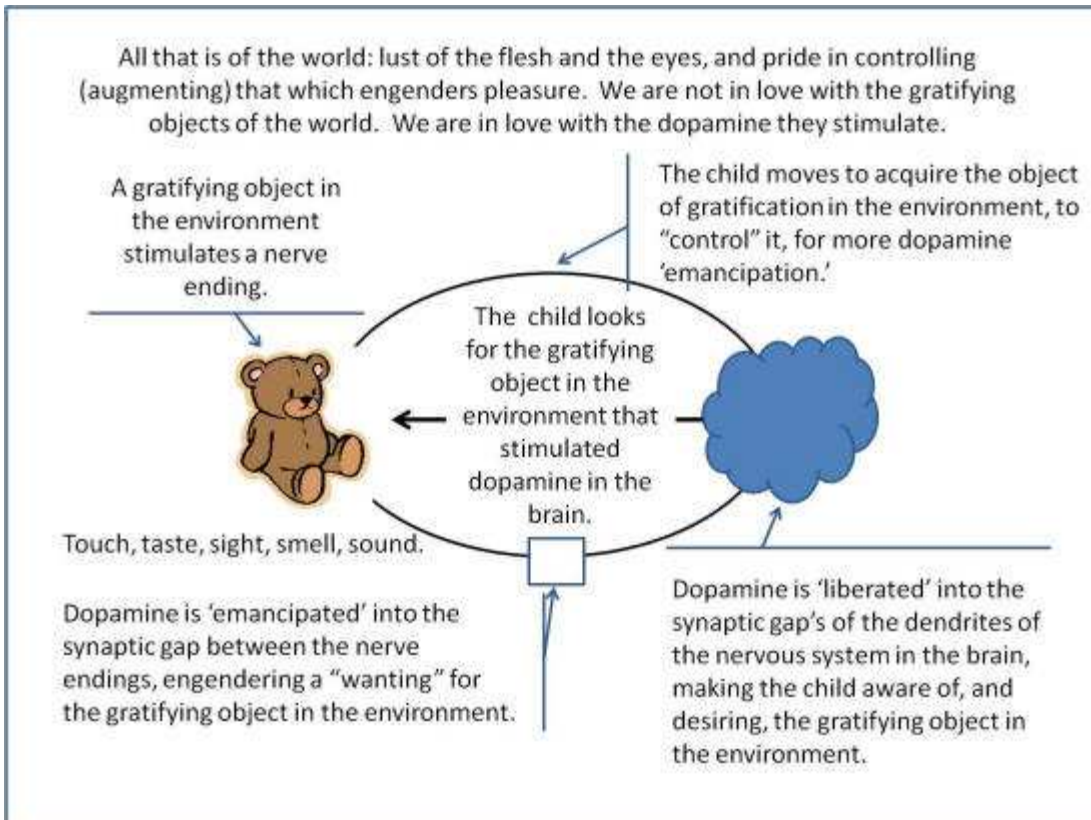 All that is of the world: lust of the flesh and the eyes, and pride in controlling
(augmenting) that which engenders pleasure. We are not in love with the gratifying
objects of the world. We are in love with the dopamine they stimulate.
A gratifying object in
the environment
stimulates a nerve
ending.
The child moves to acquire the object
of gratification in the environment, to
“control” it, for more dopamine
‘emancipation.’
The child looks
for the gratifying
object in the
environment that
stimulated
dopamine in the
brain.
Touch, taste, sight, smell, sound.
Dopamine is ‘emancipated’ into the
synaptic gap between the nerve
endings, engendering a “wanting” for
the gratifying object in the environment.
Dopamine is ‘liberated’ into the
synaptic gap’s of the dendrites of
the nervous system in the brain,
making the child aware of, and
desiring, the gratifying object in
the environment.